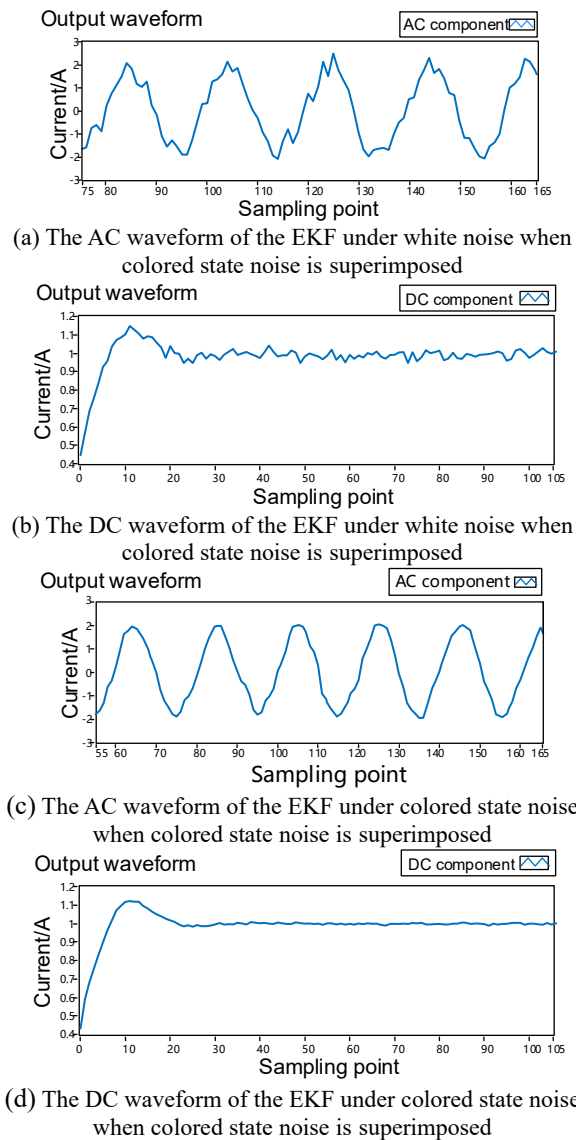 Output waveform
AC component
Current/A
3
2
1
0
-1
-2
-3
75 80 90 100 110 120 130 140 150 160 165
Sampling point
(a) The AC waveform of the EKF under white noise when
colored state noise is superimposed
Output waveform
DC component
Current/A
1.2
1.1
1
0.9
0.8
0.7
0.6
0.5
0.4
0 10 20 30 40 50 60 70 80 90 100 105
Sampling point
(b) The DC waveform of the EKF under white noise when
colored state noise is superimposed
Output waveform
AC component
Current/A
3
2
1
0
-1
-2
-3
55 60 70 80 90 100 110 120 130 140 150 160 165
Sampling point
(c) The AC waveform of the EKF under colored state noise
when colored state noise is superimposed
Output waveform
DC component
Current/A
1.2
1.1
1
0.9
0.8
0.7
0.6
0.5
0.4
0 10 20 30 40 50 60 70 80 90 100 105
Sampling point
(d) The DC waveform of the EKF under colored state noise
when colored state noise is superimposed